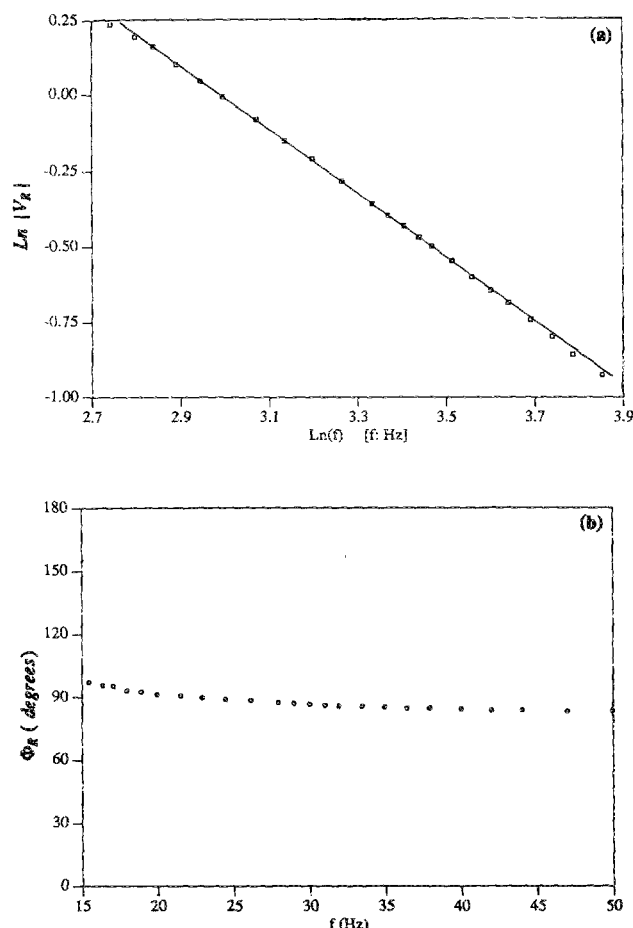 (a)
0.25
0.00
-0.25
-0.50
-0.75
-1.00
Ln |V_R|
2.7 2.9 3.1 3.3 3.5 3.7 3.9
Ln(f) [f: Hz]
(b)
180
150
120
90
60
30
0
Φ_R ( degrees)
15 20 25 30 35 40 45 50
f (Hz)